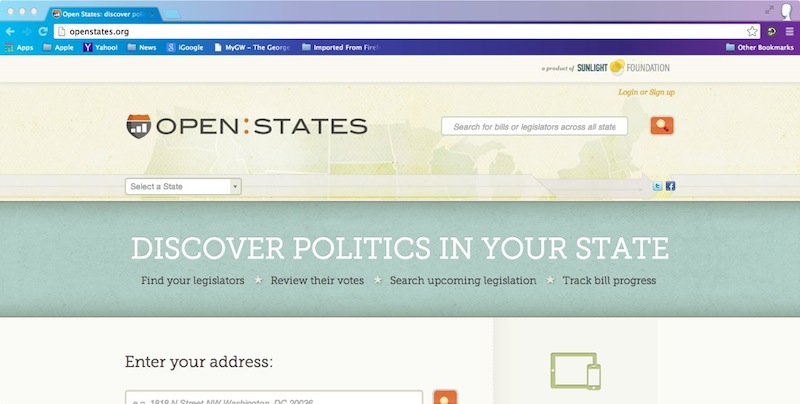 Open States: discover poli
openstates.org
Apps Apple Yahoo! News iGoogle MyGW – The George Imported From Firef Other Bookmarks
a product of SUNLIGHT FOUNDATION
Login or Sign up
OPEN:STATES
Search for bills or legislators across all state
Select a State
DISCOVER POLITICS IN YOUR STATE
Find your legislators ★ Review their votes ★ Search upcoming legislation ★ Track bill progress
Enter your address:
e.g. 1818 N Street NW Washington, DC 20036